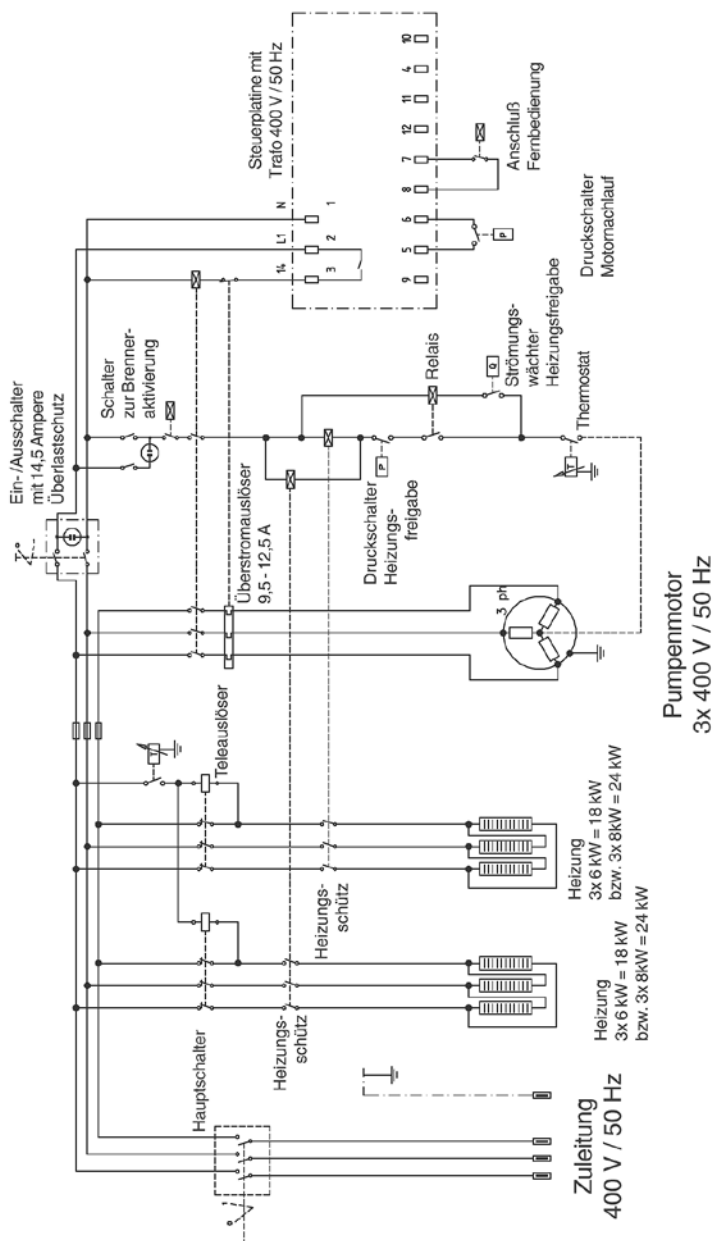 Zuleitung
400 V / 50 Hz
Hauptschalter
Heizungs-
schütz
Heizung
3x 6 kW = 18 kW
bzw. 3x 8kW = 24 kW
Heizungs-
schütz
Heizung
3x 6 kW = 18 kW
bzw. 3x 8kW = 24 kW
Teleauslöser
T
Pumpenmotor
3x 400 V / 50 Hz
3 ph
Überstromauslöser
9,5 - 12,5 A
Ein- /Ausschalter
mit 14,5 Ampere
Überlastschutz
Schalter
zur Brenner-
aktivierung
Druckschalter
Heizungs-
freigabe
P
Relais
Q
Strömungs-
wächter
Heizungsfreigabe
Thermostat
T
Steuerplatine mit
Trafo 400 V / 50 Hz
14 L1 N
3 2 1
9 5 6 8 7 12 11 4 10
P
Druckschalter
Motornachlauf
Anschluß
Fernbedienung